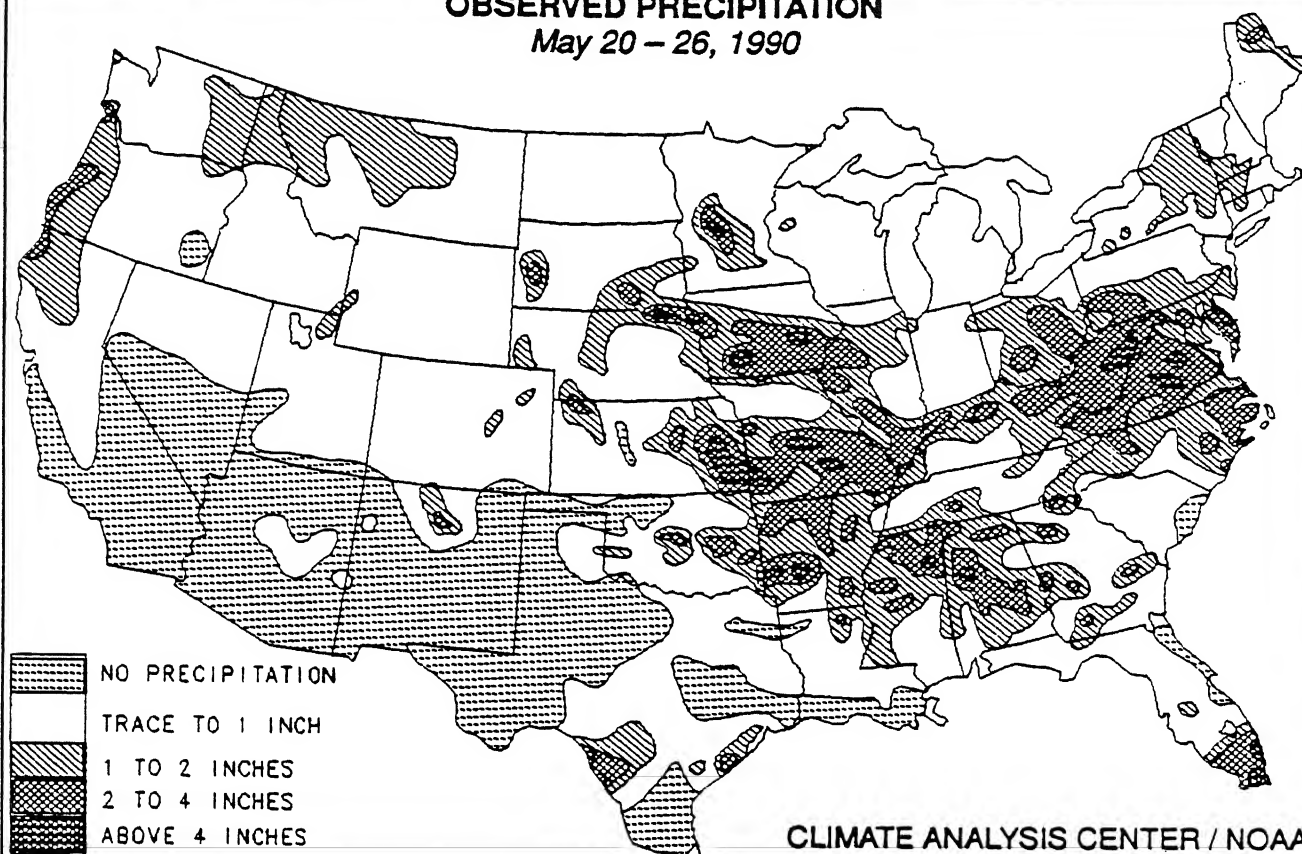 OBSERVED PRECIPITATION
May 20 – 26, 1990
NO PRECIPITATION
TRACE TO 1 INCH
1 TO 2 INCHES
2 TO 4 INCHES
ABOVE 4 INCHES
CLIMATE ANALYSIS CENTER / NOAA